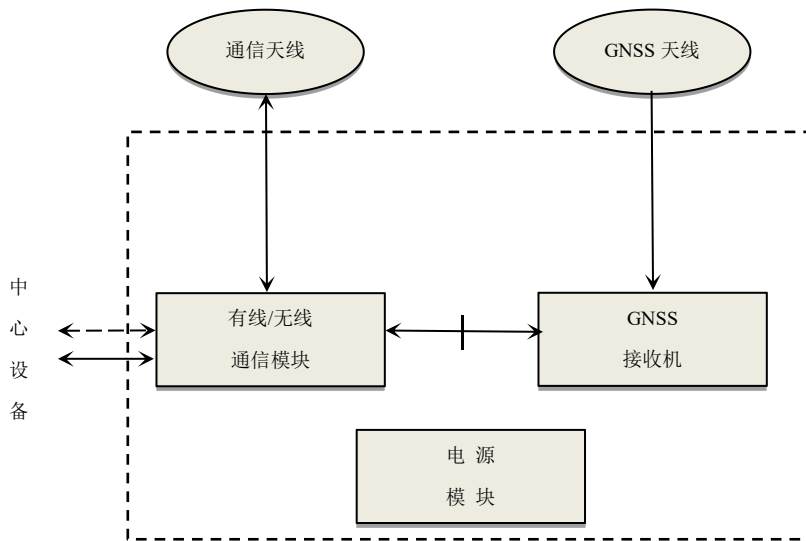 通信天线
GNSS 天线
中
心
设
备
有线/无线
通信模块
GNSS
接收机
电 源
模 块